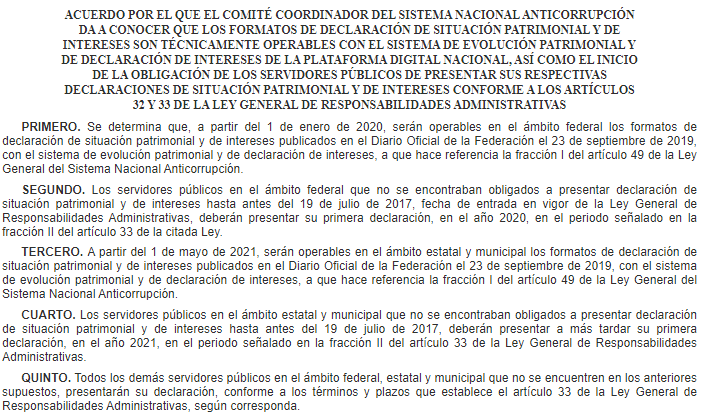 ACUERDO POR EL QUE EL COMITÉ COORDINADOR DEL SISTEMA NACIONAL ANTICORRUPCIÓN
DA A CONOCER QUE LOS FORMATOS DE DECLARACIÓN DE SITUACIÓN PATRIMONIAL Y DE
INTERESES SON TÉCNICAMENTE OPERABLES CON EL SISTEMA DE EVOLUCIÓN PATRIMONIAL Y
DE DECLARACIÓN DE INTERESES DE LA PLATAFORMA DIGITAL NACIONAL, ASÍ COMO EL INICIO
DE LA OBLIGACIÓN DE LOS SERVIDORES PÚBLICOS DE PRESENTAR SUS RESPECTIVAS
DECLARACIONES DE SITUACIÓN PATRIMONIAL Y DE INTERESES CONFORME A LOS ARTÍCULOS
32 Y 33 DE LA LEY GENERAL DE RESPONSABILIDADES ADMINISTRATIVAS
PRIMERO. Se determina que, a partir del 1 de enero de 2020, serán operables en el ámbito federal los formatos de
declaración de situación patrimonial y de intereses publicados en el Diario Oficial de la Federación el 23 de septiembre de 2019,
con el sistema de evolución patrimonial y de declaración de intereses, a que hace referencia la fracción I del artículo 49 de la Ley
General del Sistema Nacional Anticorrupción.
SEGUNDO. Los servidores públicos en el ámbito federal que no se encontraban obligados a presentar declaración de
situación patrimonial y de intereses hasta antes del 19 de julio de 2017, fecha de entrada en vigor de la Ley General de
Responsabilidades Administrativas, deberán presentar su primera declaración, en el año 2020, en el periodo señalado en la
fracción II del artículo 33 de la citada Ley.
TERCERO. A partir del 1 de mayo de 2021, serán operables en el ámbito estatal y municipal los formatos de declaración de
situación patrimonial y de intereses publicados en el Diario Oficial de la Federación el 23 de septiembre de 2019, con el sistema
de evolución patrimonial y de declaración de intereses, a que hace referencia la fracción I del artículo 49 de la Ley General del
Sistema Nacional Anticorrupción.
CUARTO. Los servidores públicos en el ámbito estatal y municipal que no se encontraban obligados a presentar declaración
de situación patrimonial y de intereses hasta antes del 19 de julio de 2017, deberán presentar a más tardar su primera
declaración, en el año 2021, en el periodo señalado en la fracción II del artículo 33 de la Ley General de Responsabilidades
Administrativas.
QUINTO. Todos los demás servidores públicos en el ámbito federal, estatal y municipal que no se encuentren en los anteriores
supuestos, presentarán su declaración, conforme a los términos y plazos que establece el artículo 33 de la Ley General de
Responsabilidades Administrativas, según corresponda.